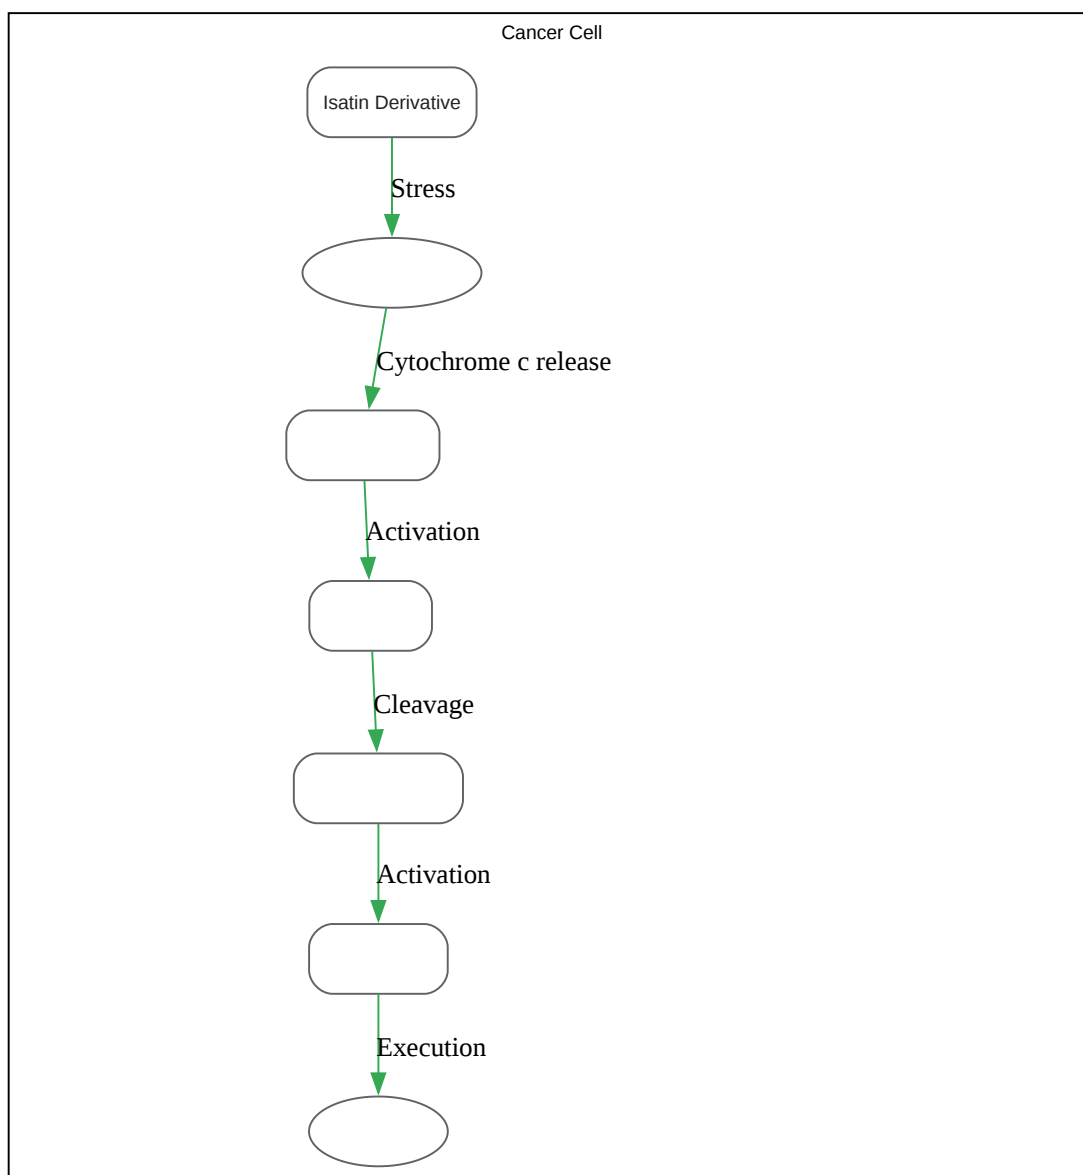 Cancer Cell
Isatin Derivative
Stress
Cytochrome c release
Activation
Cleavage
Activation
Execution